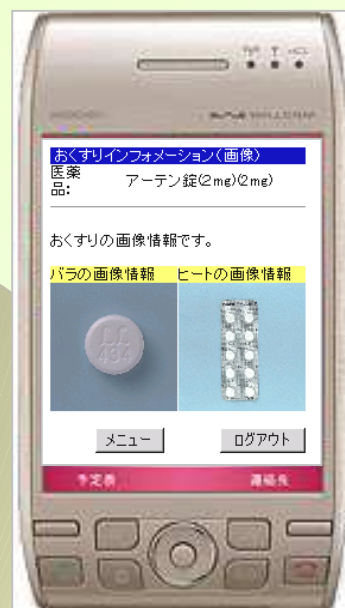 おくすりインフォメーション(画像)
医薬品: アーテン錠(2mg)(2mg)
おくすりの画像情報です。
バラの画像情報 ヒートの画像情報
434
メニュー ログアウト
予定表 連絡先